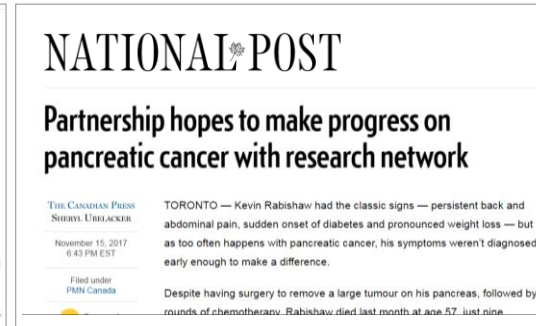 NATIONAL POST
Partnership hopes to make progress on
pancreatic cancer with research network
THE CANADIAN PRESS
SHERYL UBELACKER
November 15, 2017
6:43 PM EST
Filed under
PMN Canada
TORONTO — Kevin Rabishaw had the classic signs — persistent back and
abdominal pain, sudden onset of diabetes and pronounced weight loss — but
as too often happens with pancreatic cancer, his symptoms weren't diagnosed
early enough to make a difference.
Despite having surgery to remove a large tumour on his pancreas, followed by
rounds of chemotherapy, Rabishaw died last month at age 57, just nine